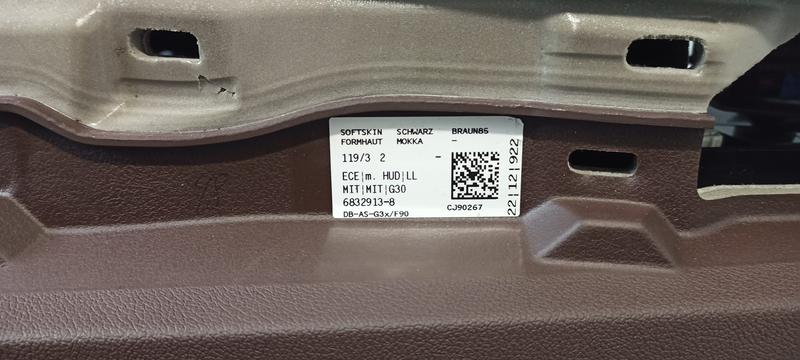 SOFTSKIN SCHWARZ BRAUN85
FORMHAUT MOKKA -
119/3 2 -
ECE|m. HUD|LL
MIT|MIT|G30
6832913-8
DB-AS-G3x/F90
CJ90267
22|12|922